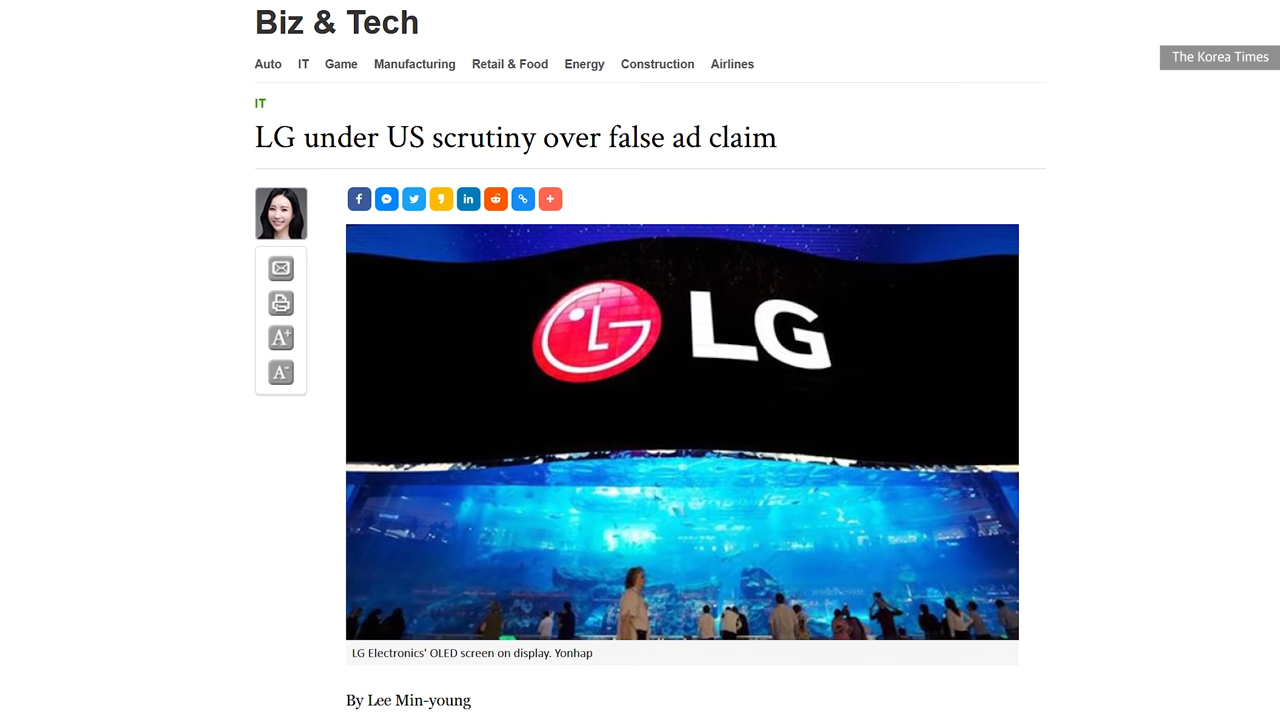 Biz & Tech
Auto IT Game Manufacturing Retail & Food Energy Construction Airlines
The Korea Times
IT
LG under US scrutiny over false ad claim
A+
A-
LG
LG Electronics' OLED screen on display. Yonhap
By Lee Min-young